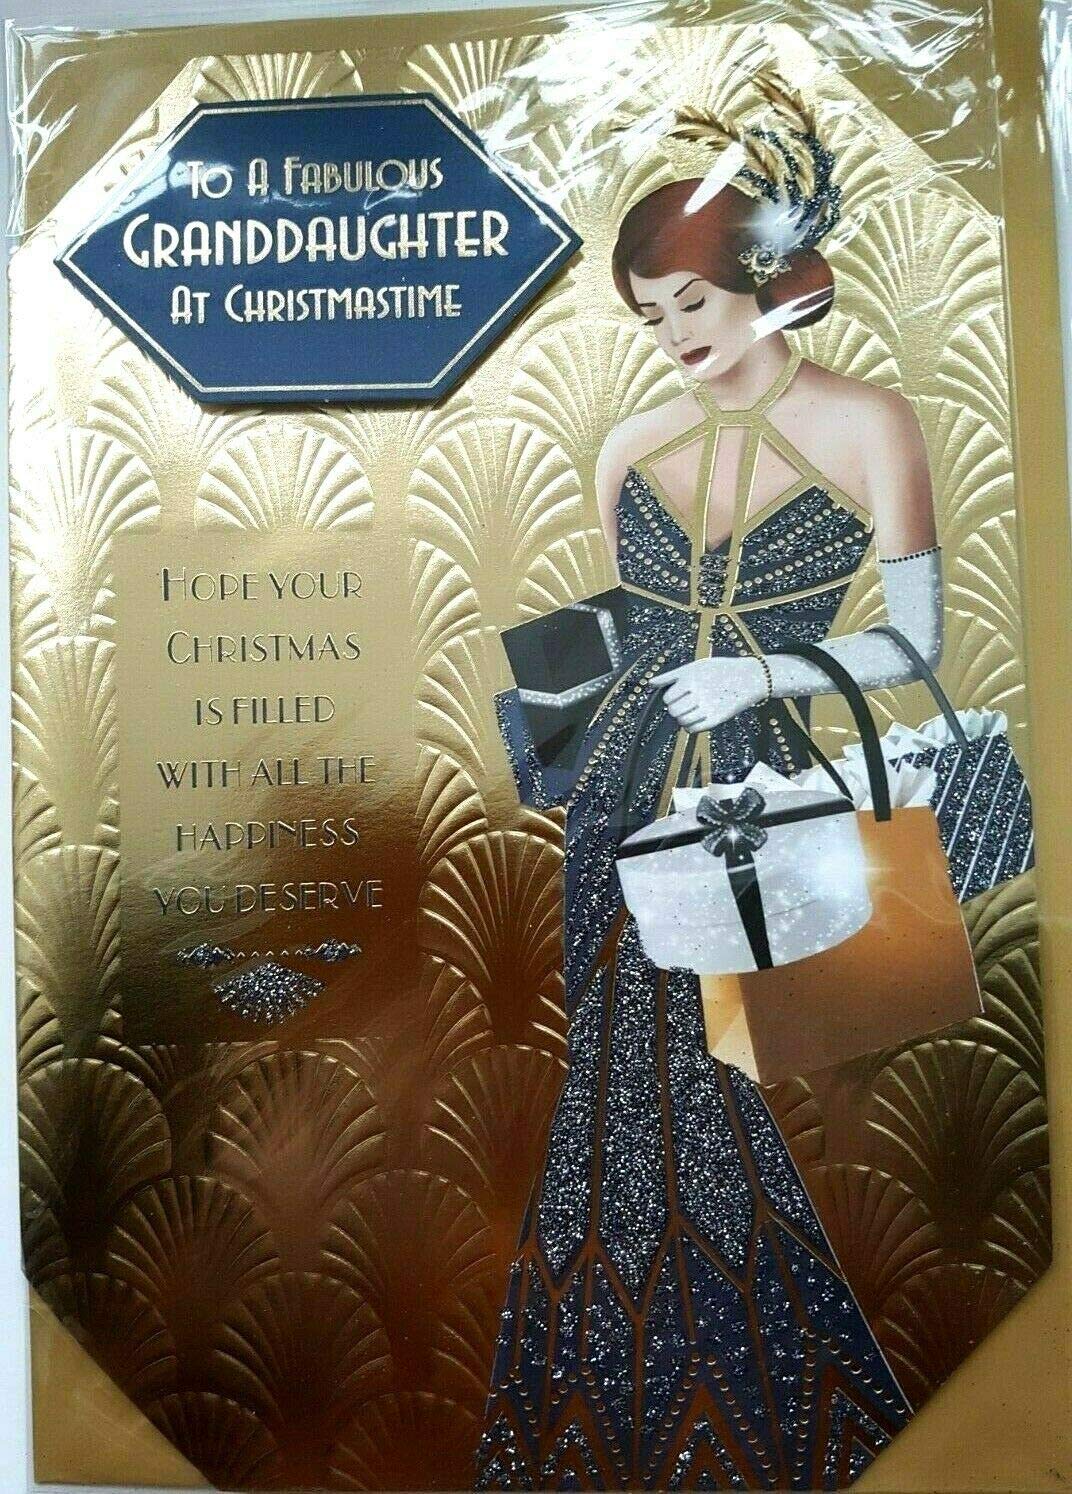 To A Fabulous
Granddaughter
At Christmastime
Hope your
Christmas
is filled
with all the
happiness
you deserve